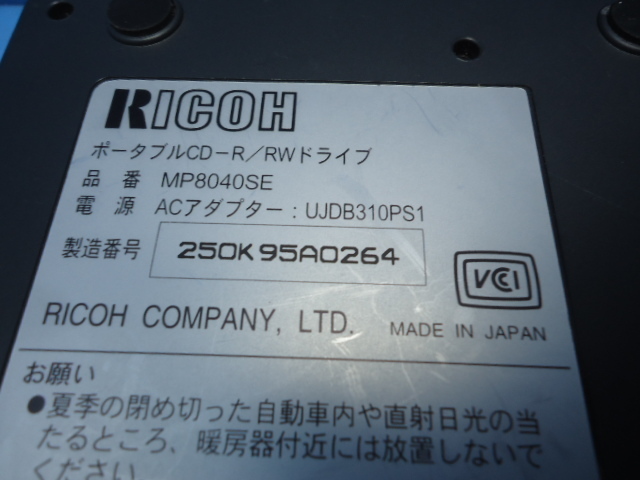 RICOH
ポータブルCD-R/RWドライブ
品番 MP8040SE
電源 ACアダプター:UJDB310PS1
製造番号 250K95A0264
VCCI
RICOH COMPANY, LTD. MADE IN JAPAN
お願い
●夏季の閉め切った自動車内や直射日光の当
たるところ、暖房器付近には放置しないで
ください。